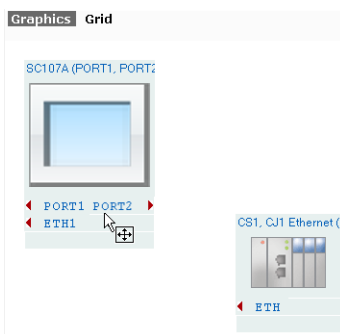 Graphics Grid
SC107A (PORT1, PORT2
PORT1 PORT2
ETH1
CS1, CJ1 Ethernet (
ETH